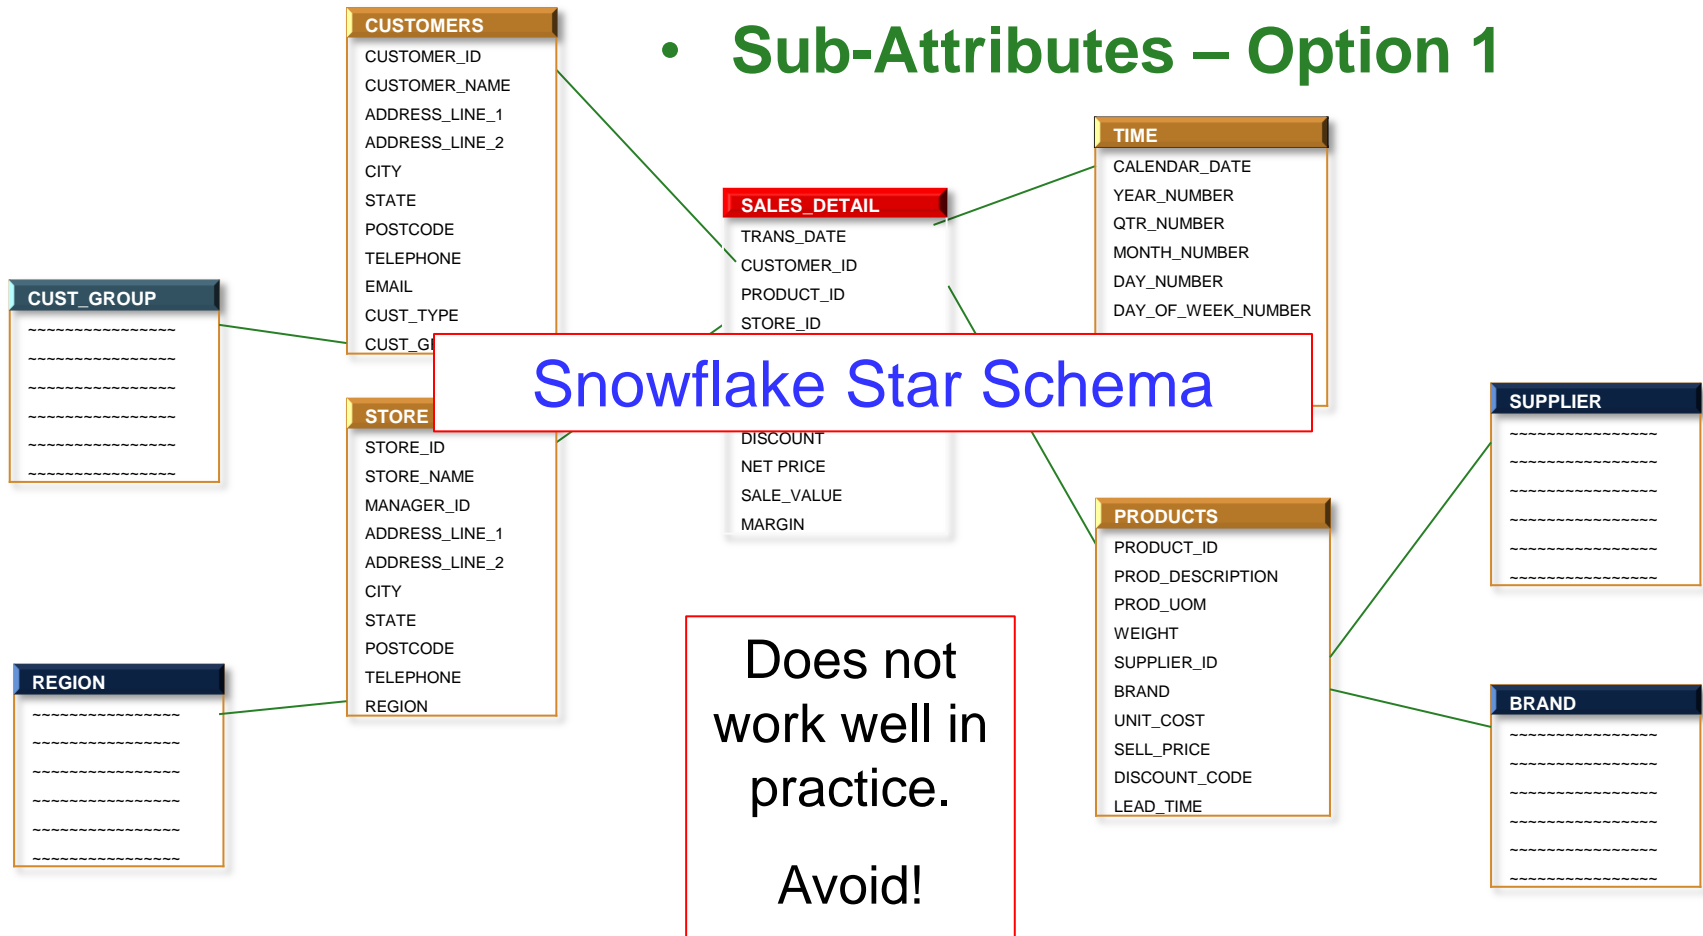 • Sub-Attributes – Option 1
CUSTOMERS
CUSTOMER_ID
CUSTOMER_NAME
ADDRESS_LINE_1
ADDRESS_LINE_2
CITY
STATE
POSTCODE
TELEPHONE
EMAIL
CUST_TYPE
TIME
CALENDAR_DATE
YEAR_NUMBER
QTR_NUMBER
MONTH_NUMBER
DAY_NUMBER
DAY_OF_WEEK_NUMBER
SALES_DETAIL
TRANS_DATE
CUSTOMER_ID
PRODUCT_ID
STORE_ID
CUST_GROUP
~~~~~~~~~~~~~~~~
~~~~~~~~~~~~~~~~
~~~~~~~~~~~~~~~~
~~~~~~~~~~~~~~~~
~~~~~~~~~~~~~~~~
~~~~~~~~~~~~~~~~
Snowflake Star Schema
DISCOUNT
NET PRICE
SALE_VALUE
MARGIN
STORE
STORE_ID
STORE_NAME
MANAGER_ID
ADDRESS_LINE_1
ADDRESS_LINE_2
CITY
STATE
POSTCODE
TELEPHONE
REGION
SUPPLIER
~~~~~~~~~~~~~~~~
~~~~~~~~~~~~~~~~
~~~~~~~~~~~~~~~~
~~~~~~~~~~~~~~~~
~~~~~~~~~~~~~~~~
~~~~~~~~~~~~~~~~
PRODUCTS
PRODUCT_ID
PROD_DESCRIPTION
PROD_UOM
WEIGHT
SUPPLIER_ID
BRAND
UNIT_COST
SELL_PRICE
DISCOUNT_CODE
LEAD_TIME
REGION
~~~~~~~~~~~~~~~~
~~~~~~~~~~~~~~~~
~~~~~~~~~~~~~~~~
~~~~~~~~~~~~~~~~
~~~~~~~~~~~~~~~~
~~~~~~~~~~~~~~~~
BRAND
~~~~~~~~~~~~~~~~
~~~~~~~~~~~~~~~~
~~~~~~~~~~~~~~~~
~~~~~~~~~~~~~~~~
~~~~~~~~~~~~~~~~
~~~~~~~~~~~~~~~~
Does not
work well in
practice.
Avoid!